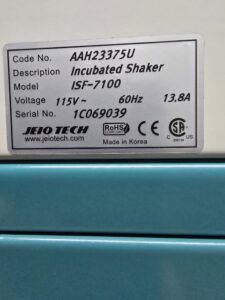 Code No. AAH23375U
Description Incubated Shaker
Model ISF-7100
Voltage 115V~ 60Hz 13.8A
Serial No. 1C069039
JEIO TECH
www.jeiotech.com
RoHS
CE
Made in Korea
C US